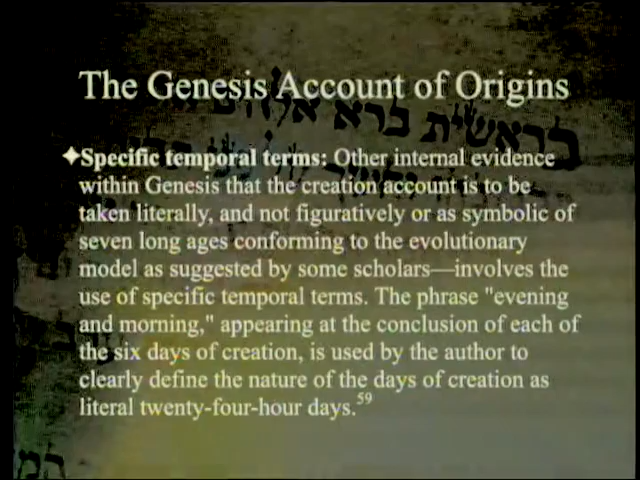 The Genesis Account of Origins
בראשית ברא אלהים
✦Specific temporal terms: Other internal evidence
within Genesis that the creation account is to be
taken literally, and not figuratively or as symbolic of
seven long ages conforming to the evolutionary
model as suggested by some scholars—involves the
use of specific temporal terms. The phrase "evening
and morning," appearing at the conclusion of each of
the six days of creation, is used by the author to
clearly define the nature of the days of creation as
literal twenty-four-hour days.59